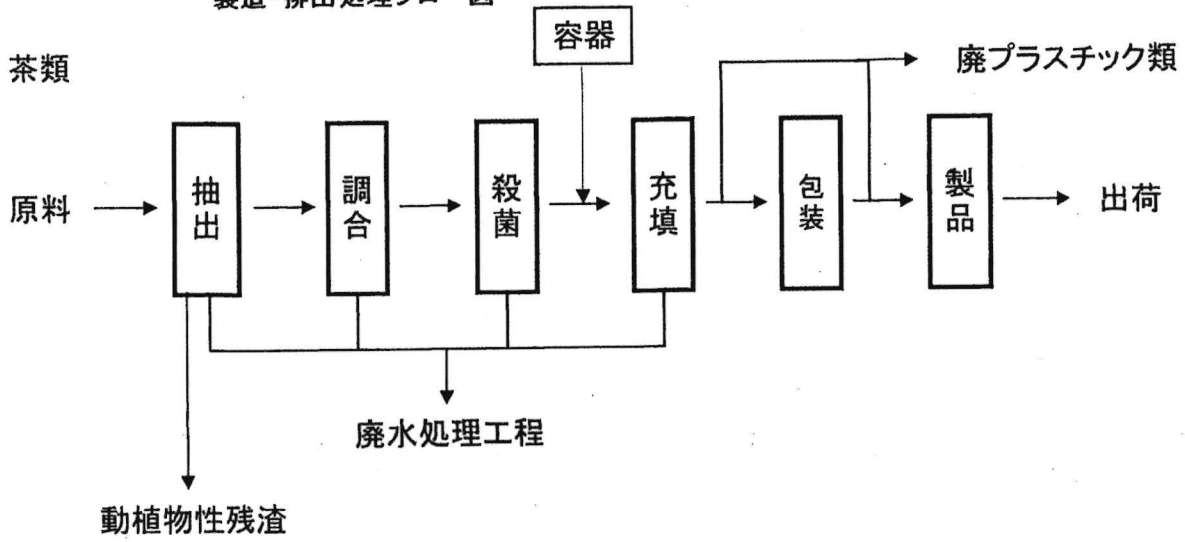 容器
茶類
廃プラスチック類
原料
抽出
調合
殺菌
充填
包装
製品
出荷
廃水処理工程
動植物性残渣